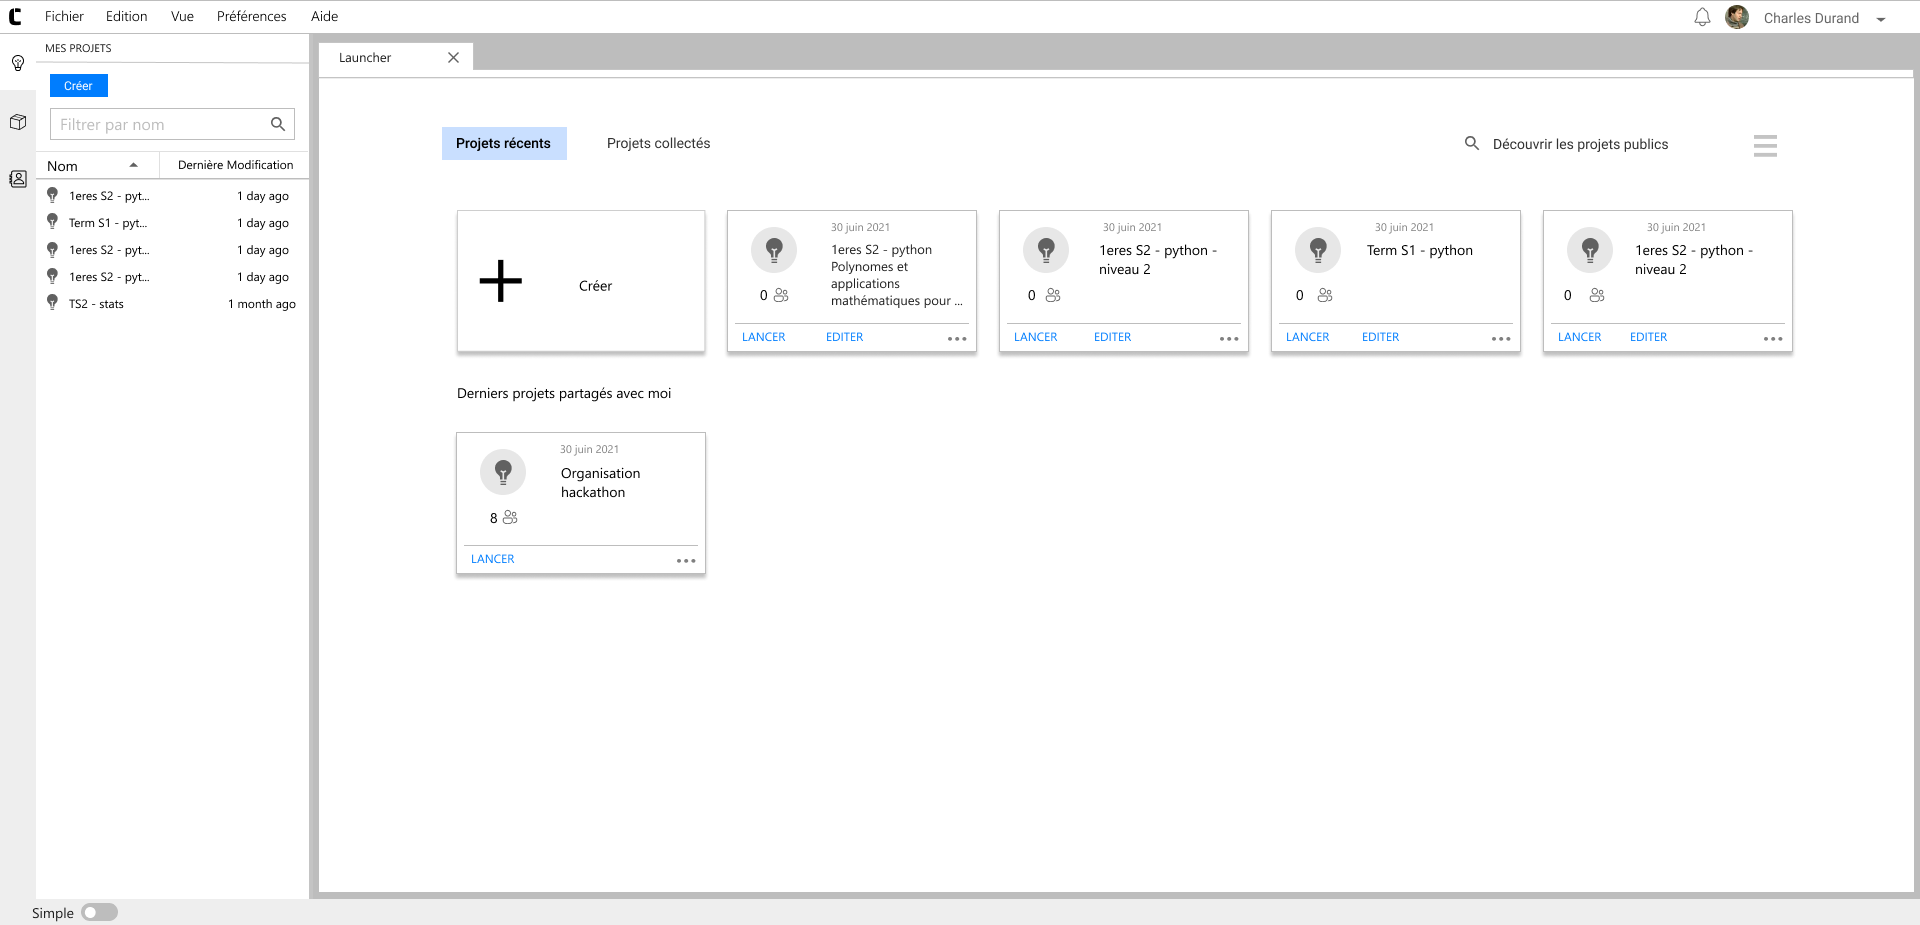 Fichier Edition Vue Préférences Aide
Charles Durand
MES PROJETS
Launcher
Créer
Filtrer par nom
Nom Dernière Modification
1eres S2 - pyt... 1 day ago
Term S1 - pyt... 1 day ago
1eres S2 - pyt... 1 day ago
1eres S2 - pyt... 1 day ago
TS2 - stats 1 month ago
Projets récents Projets collectés Découvrir les projets publics
Créer
30 juin 2021
1eres S2 - python
Polynomes et
applications
mathématiques pour ...
0
LANCER EDITER
30 juin 2021
1eres S2 - python -
niveau 2
0
LANCER EDITER
30 juin 2021
Term S1 - python
0
LANCER EDITER
30 juin 2021
1eres S2 - python -
niveau 2
0
LANCER EDITER
Derniers projets partagés avec moi
30 juin 2021
Organisation
hackathon
8
LANCER
Simple